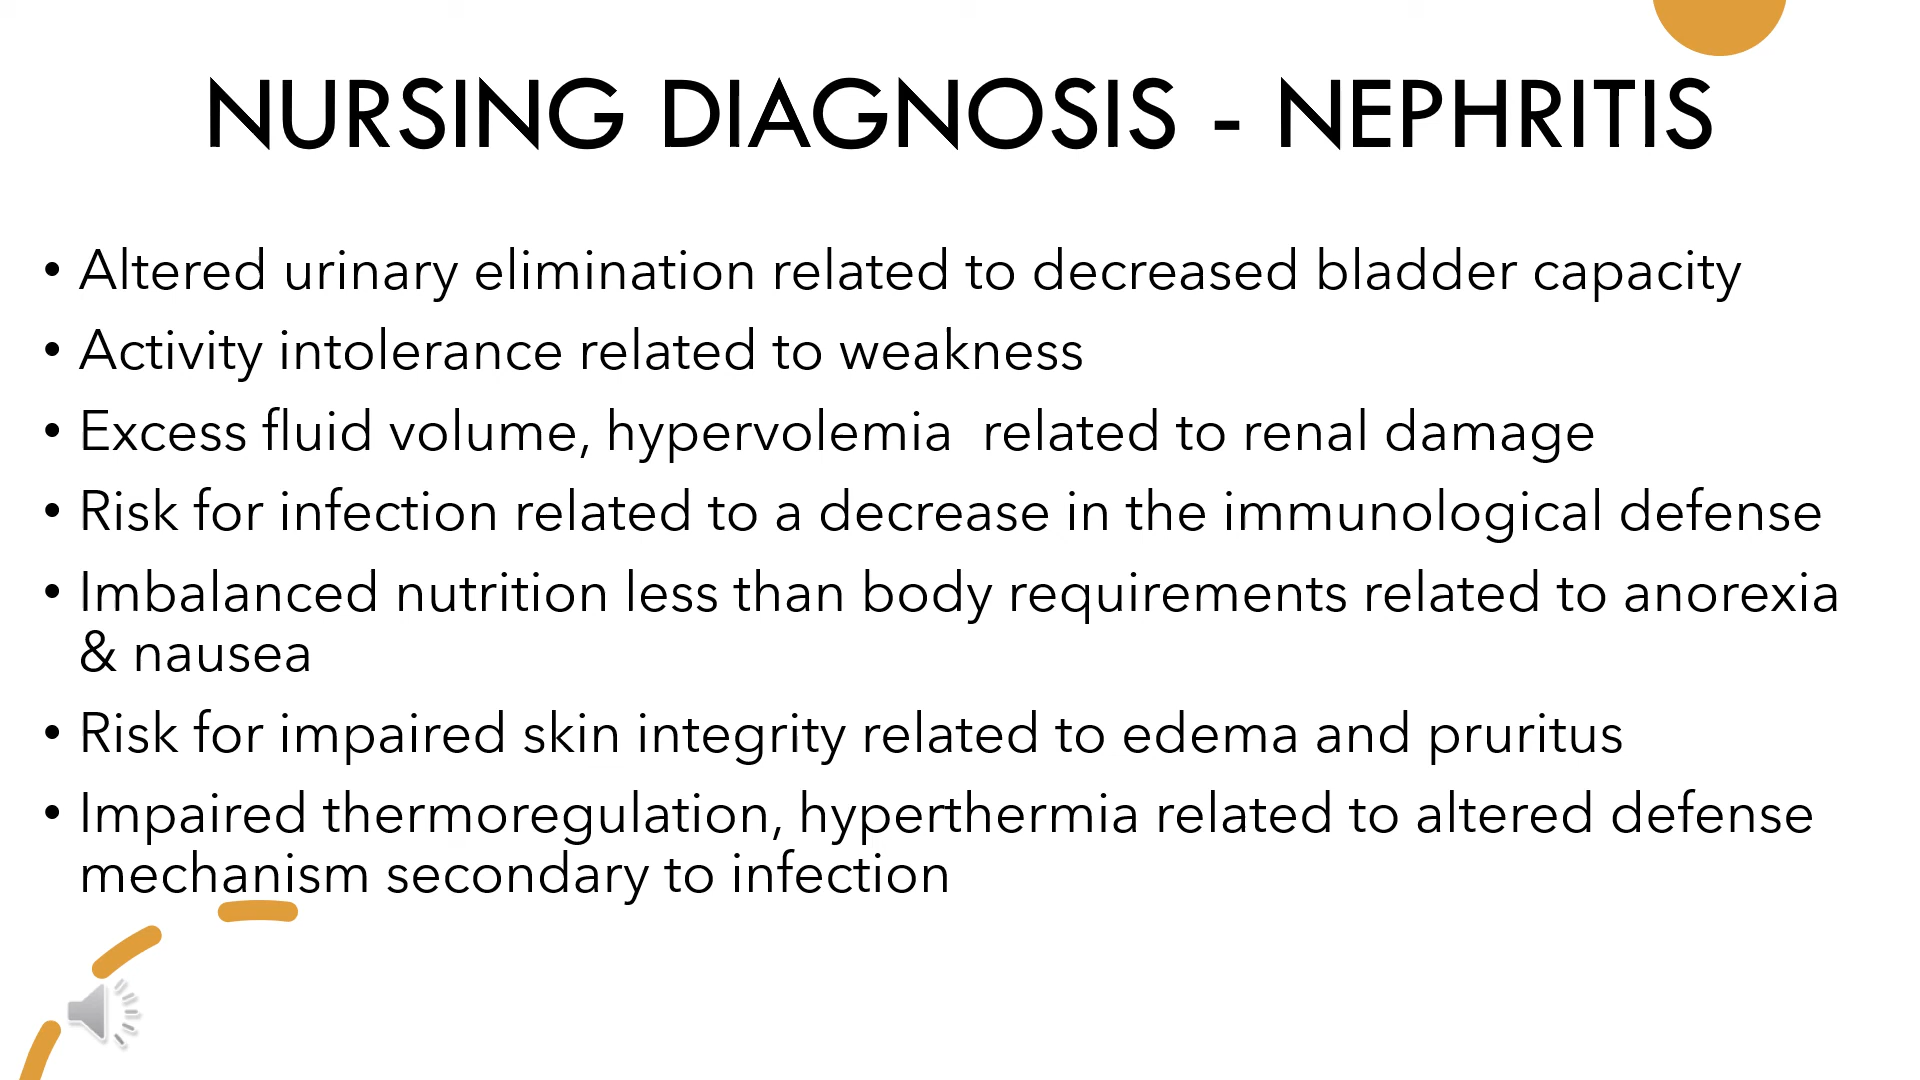 NURSING DIAGNOSIS - NEPHRITIS
• Altered urinary elimination related to decreased bladder capacity
• Activity intolerance related to weakness
• Excess fluid volume, hypervolemia  related to renal damage
• Risk for infection related to a decrease in the immunological defense
• Imbalanced nutrition less than body requirements related to anorexia
& nausea
• Risk for impaired skin integrity related to edema and pruritus
• Impaired thermoregulation, hyperthermia related to altered defense
mechanism secondary to infection